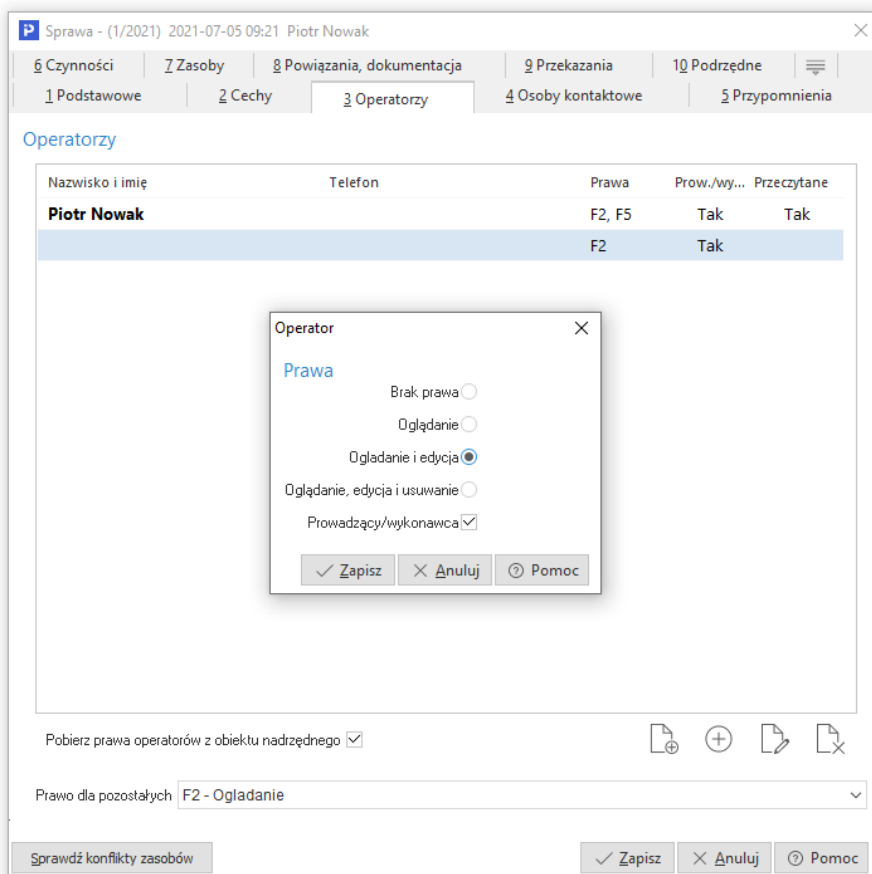 Sprawa - (1/2021) 2021-07-05 09:21 Piotr Nowak
6 Czynności 7 Zasoby 8 Powiązania, dokumentacja 9 Przekazania 10 Podrzędne
1 Podstawowe 2 Cechy 3 Operatorzy 4 Osoby kontaktowe 5 Przypomnienia
Operatorzy
Nazwisko i imię Telefon Prawa Prow./wy... Przeczytane
Piotr Nowak F2, F5 Tak Tak
F2 Tak
Operator
Prawa
Brak prawa
Oglądanie
Ogladanie i edycja
Oglądanie, edycja i usuwanie
Prowadzący/wykonawca
Zapisz Anuluj Pomoc
Pobierz prawa operatorów z obiektu nadrzędnego
Prawo dla pozostałych F2 - Ogladanie
Sprawdź konflikty zasobów Zapisz Anuluj Pomoc